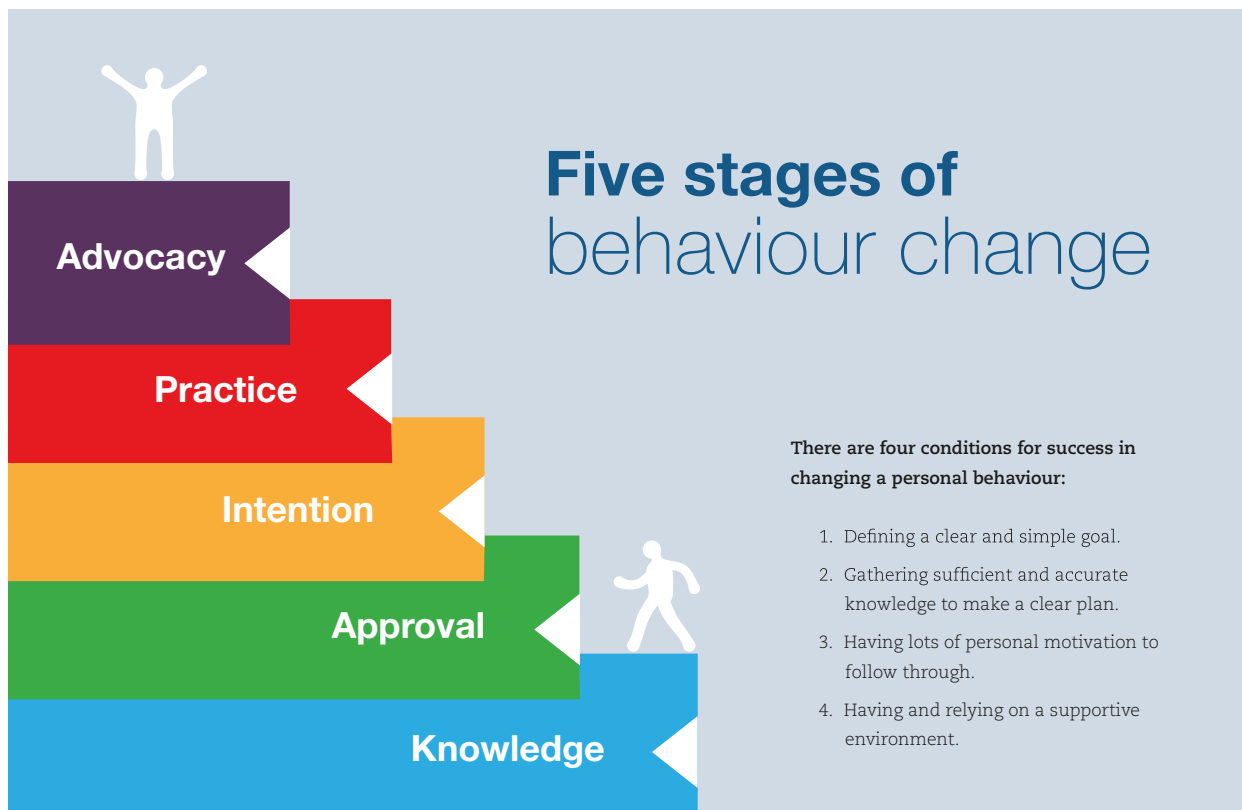 Five stages of
behaviour change
Advocacy
Practice
Intention
Approval
Knowledge
There are four conditions for success in
changing a personal behaviour:
1. Defining a clear and simple goal.
2. Gathering sufficient and accurate
knowledge to make a clear plan.
3. Having lots of personal motivation to
follow through.
4. Having and relying on a supportive
environment.